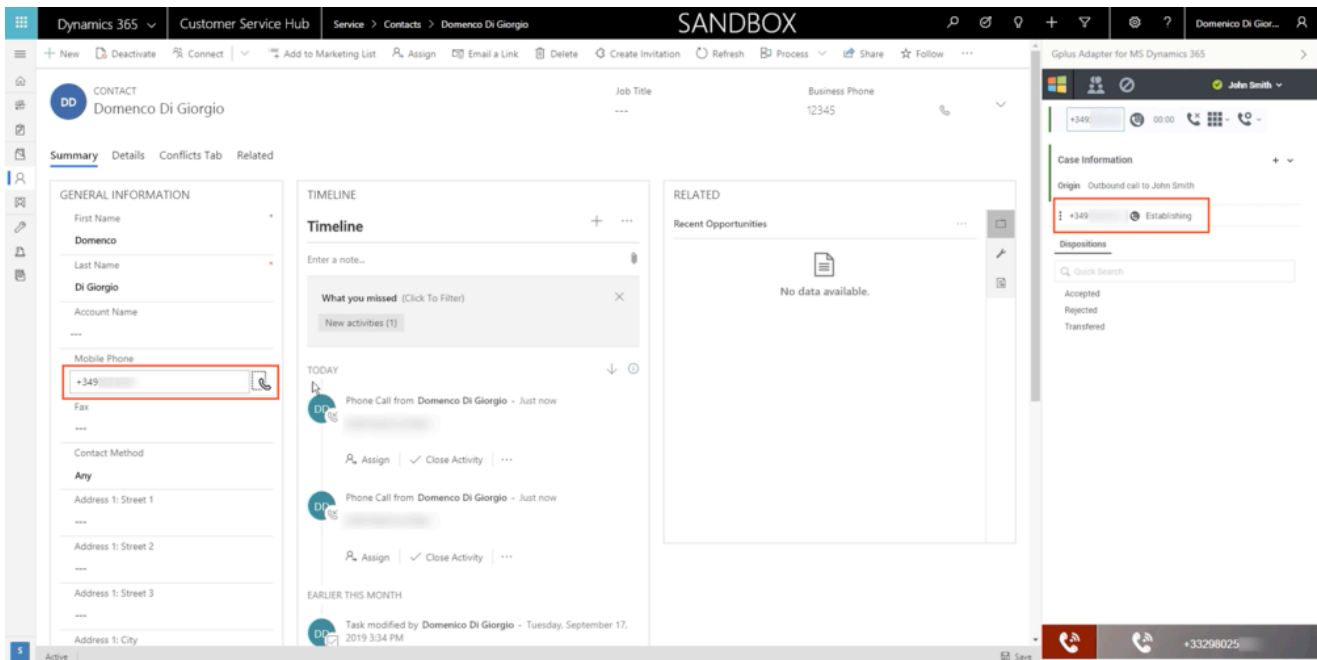 Dynamics 365 Customer Service Hub Service > Contacts > Domenco Di Giorgio SANDBOX Domenico Di Gior...
New Deactivate Connect Add to Marketing List Assign Email a Link Delete Create Invitation Refresh Process Share Follow ...
Gplus Adapter for MS Dynamics 365
John Smith
DD
CONTACT
Domenco Di Giorgio
Job Title
---
Business Phone
12345
+349 00:00
Summary Details Conflicts Tab Related
GENERAL INFORMATION
First Name *
Domenco
Last Name *
Di Giorgio
Account Name
---
Mobile Phone
+349
Fax
---
Contact Method
Any
Address 1: Street 1
---
Address 1: Street 2
---
Address 1: Street 3
---
Address 1: City
TIMELINE
Timeline
Enter a note...
What you missed (Click To Filter)
New activities (1)
TODAY
DD
Phone Call from Domenco Di Giorgio - Just now
Assign Close Activity ...
DD
Phone Call from Domenco Di Giorgio - Just now
Assign Close Activity ...
EARLIER THIS MONTH
DD
Task modified by Domenico Di Giorgio - Tuesday, September 17,
2019 3:34 PM
RELATED
Recent Opportunities ...
No data available.
Case Information
Origin Outbound call to John Smith
+349 Establishing
Dispositions
Quick Search
Accepted
Rejected
Transfered
S
Active
Save
+33298025